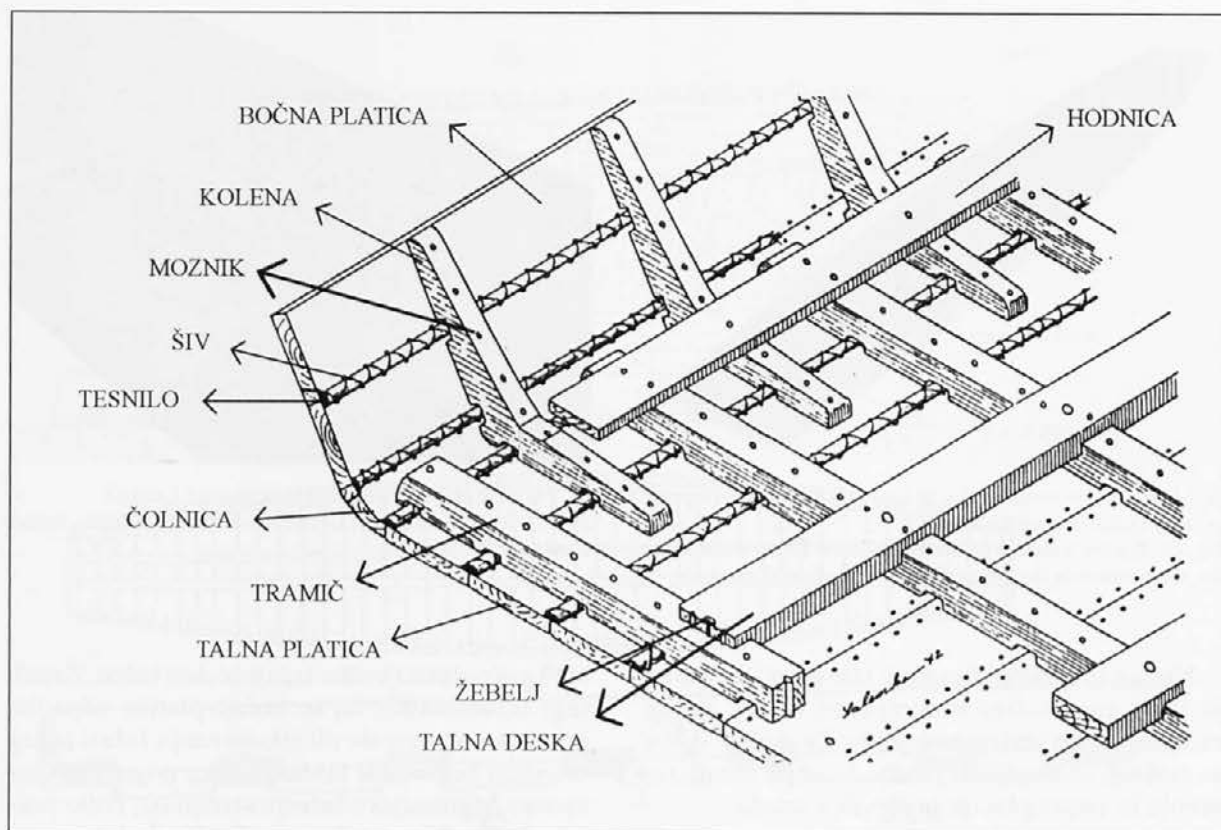 BOČNA PLATICA
HODNICA
KOLENA
MOZNIK
ŠIV
TESNILO
ČOLNICA
TRAMIČ
TALNA PLATICA
ŽEBELJ
TALNA DESKA